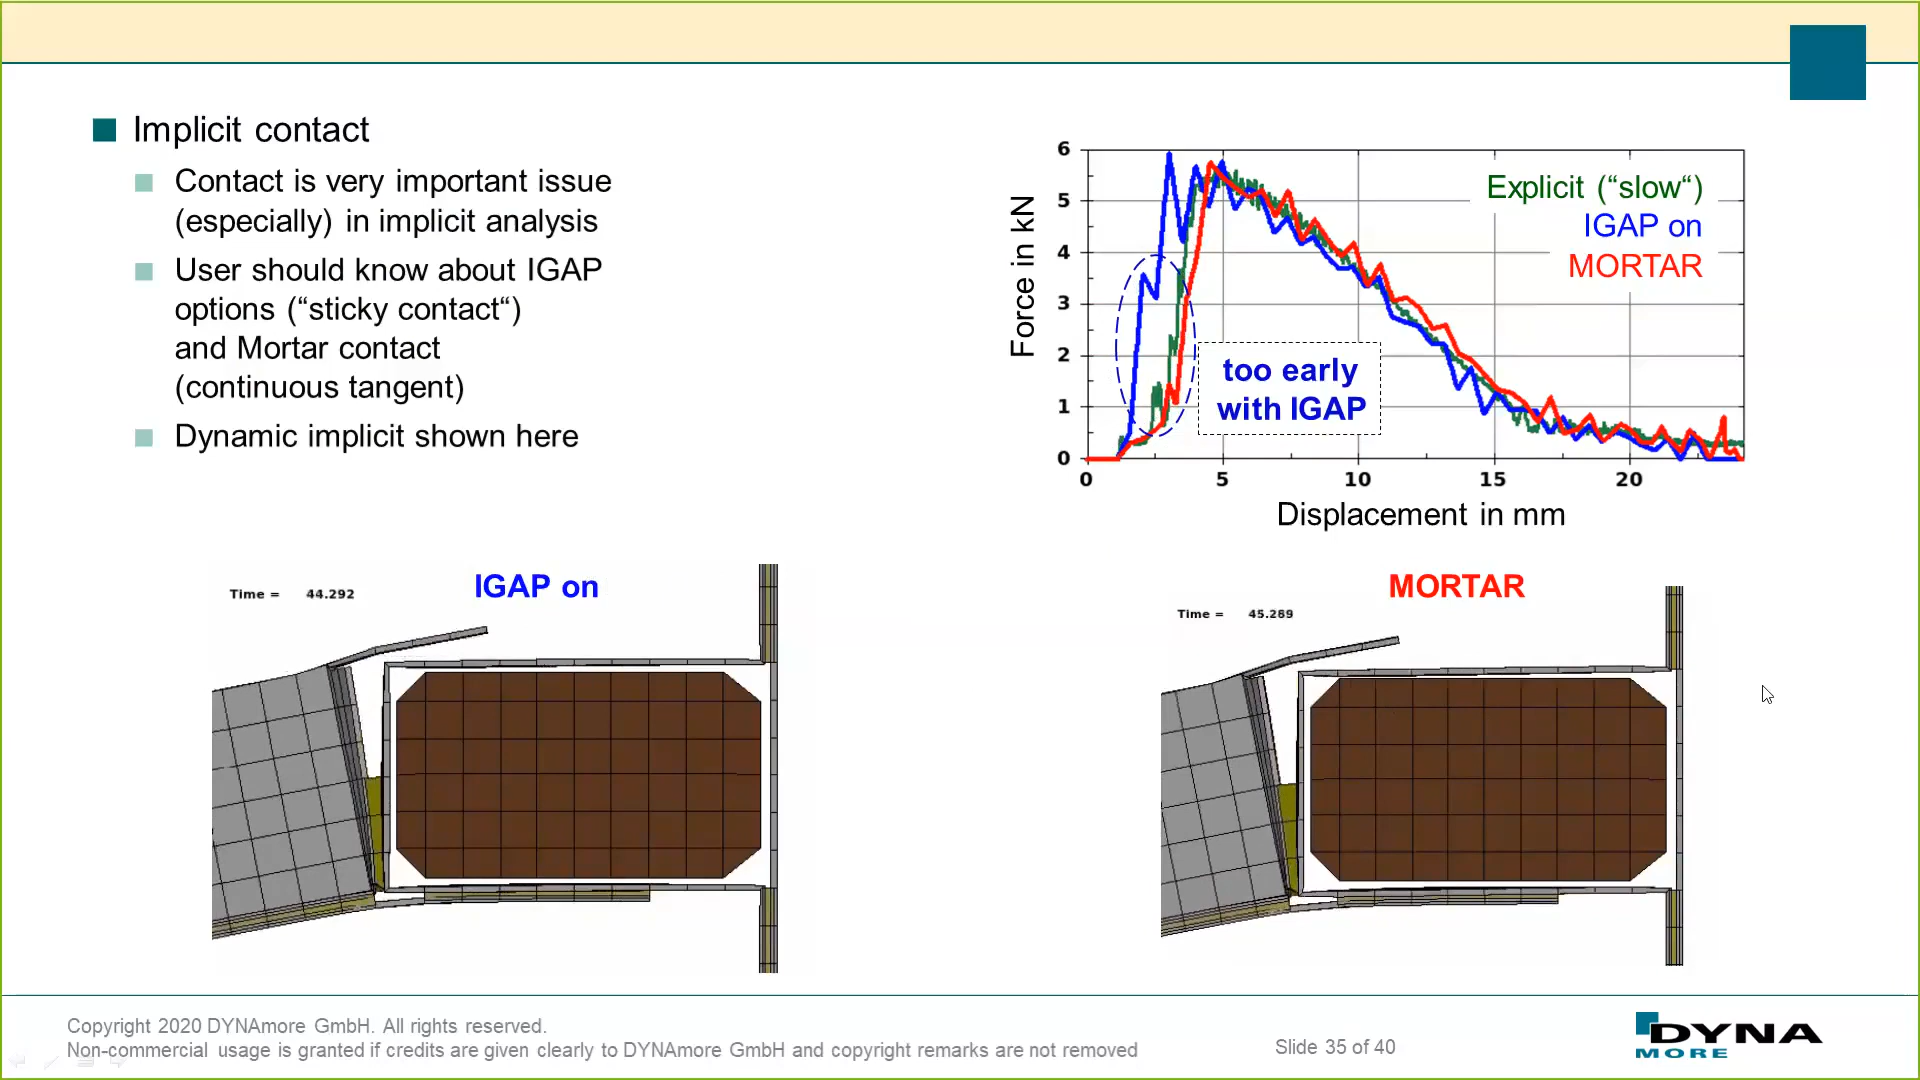 Implicit contact
Contact is very important issue
(especially) in implicit analysis
User should know about IGAP
options (“sticky contact“)
and Mortar contact
(continuous tangent)
Dynamic implicit shown here
Force in kN
6
5
4
3
2
1
0
0
5
10
15
20
Displacement in mm
Explicit (“slow“)
IGAP on
MORTAR
too early
with IGAP
IGAP on
Time = 44.292
MORTAR
Time = 45.289
Copyright 2020 DYNAmore GmbH. All rights reserved.
Non-commercial usage is granted if credits are given clearly to DYNAmore GmbH and copyright remarks are not removed
Slide 35 of 40
DYNA
MORE